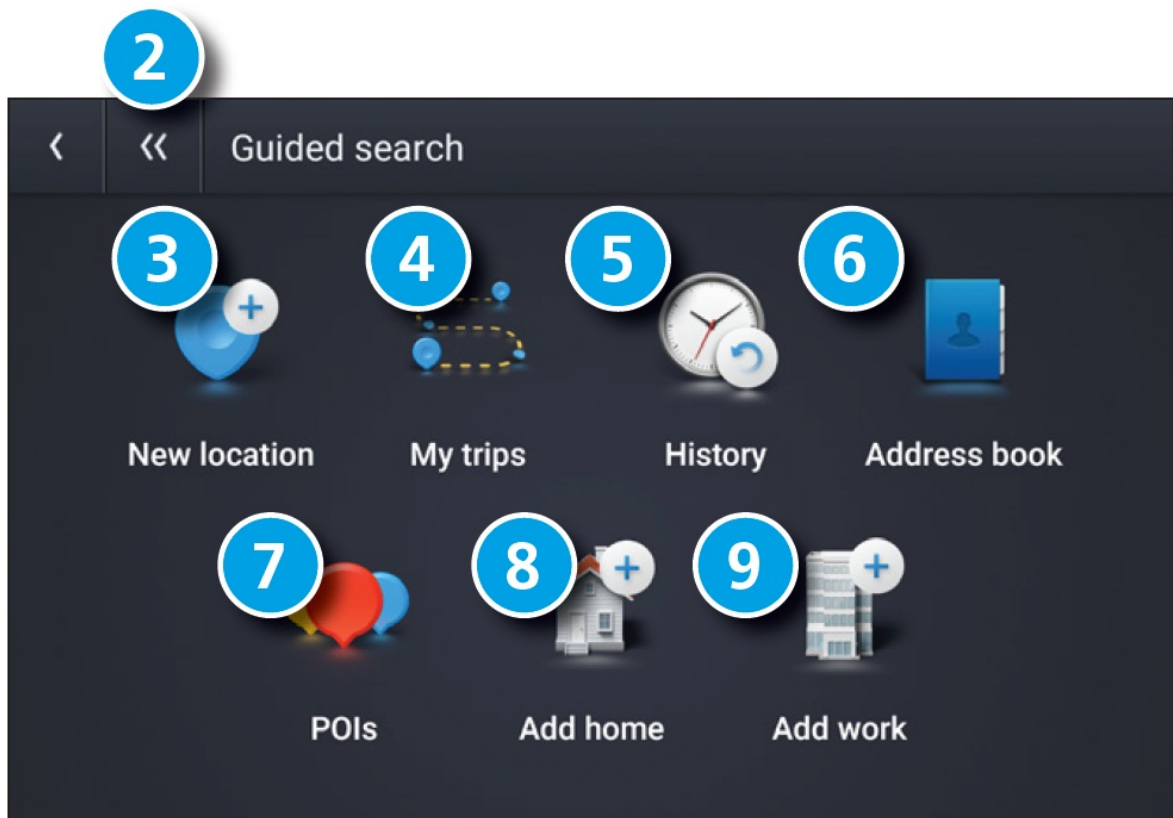 2
Guided search
3 4 5 6
New location My trips History Address book
7 8 9
POIs Add home Add work